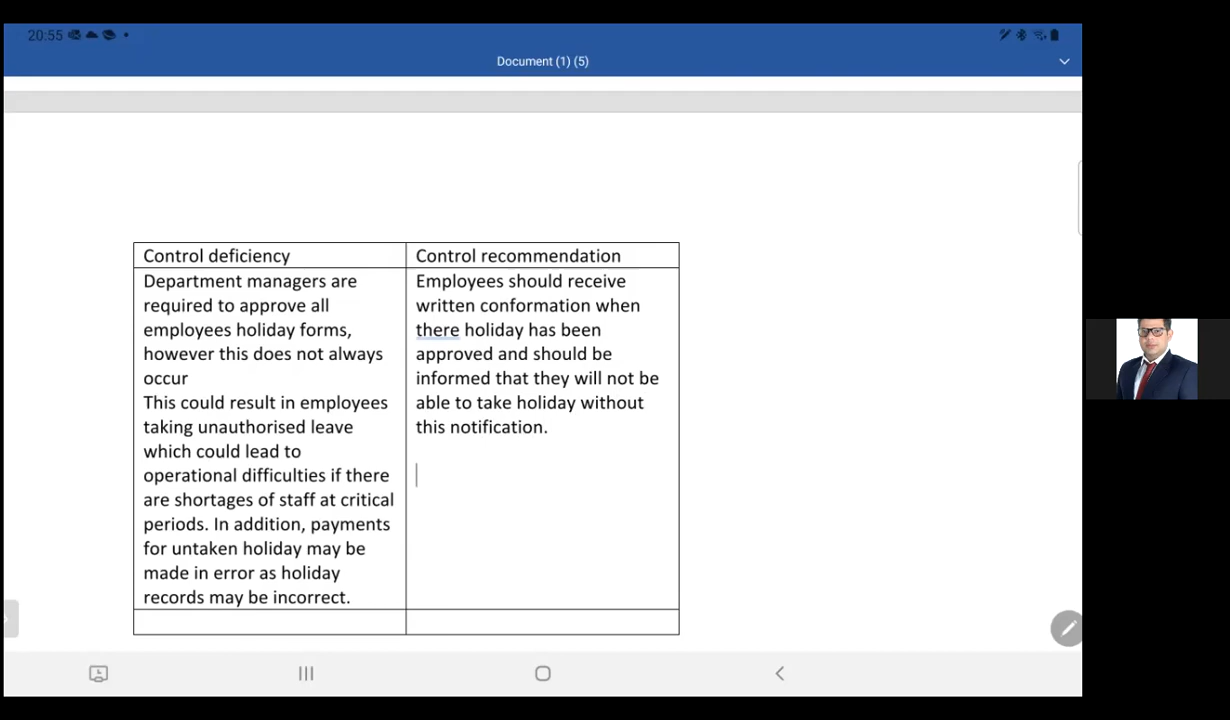 20:55
Document (1) (5)
Control deficiency
Department managers are
required to approve all
employees holiday forms,
however this does not always
occur
This could result in employees
taking unauthorised leave
which could lead to
operational difficulties if there
are shortages of staff at critical
periods. In addition, payments
for untaken holiday may be
made in error as holiday
records may be incorrect.
Control recommendation
Employees should receive
written conformation when
there holiday has been
approved and should be
informed that they will not be
able to take holiday without
this notification.